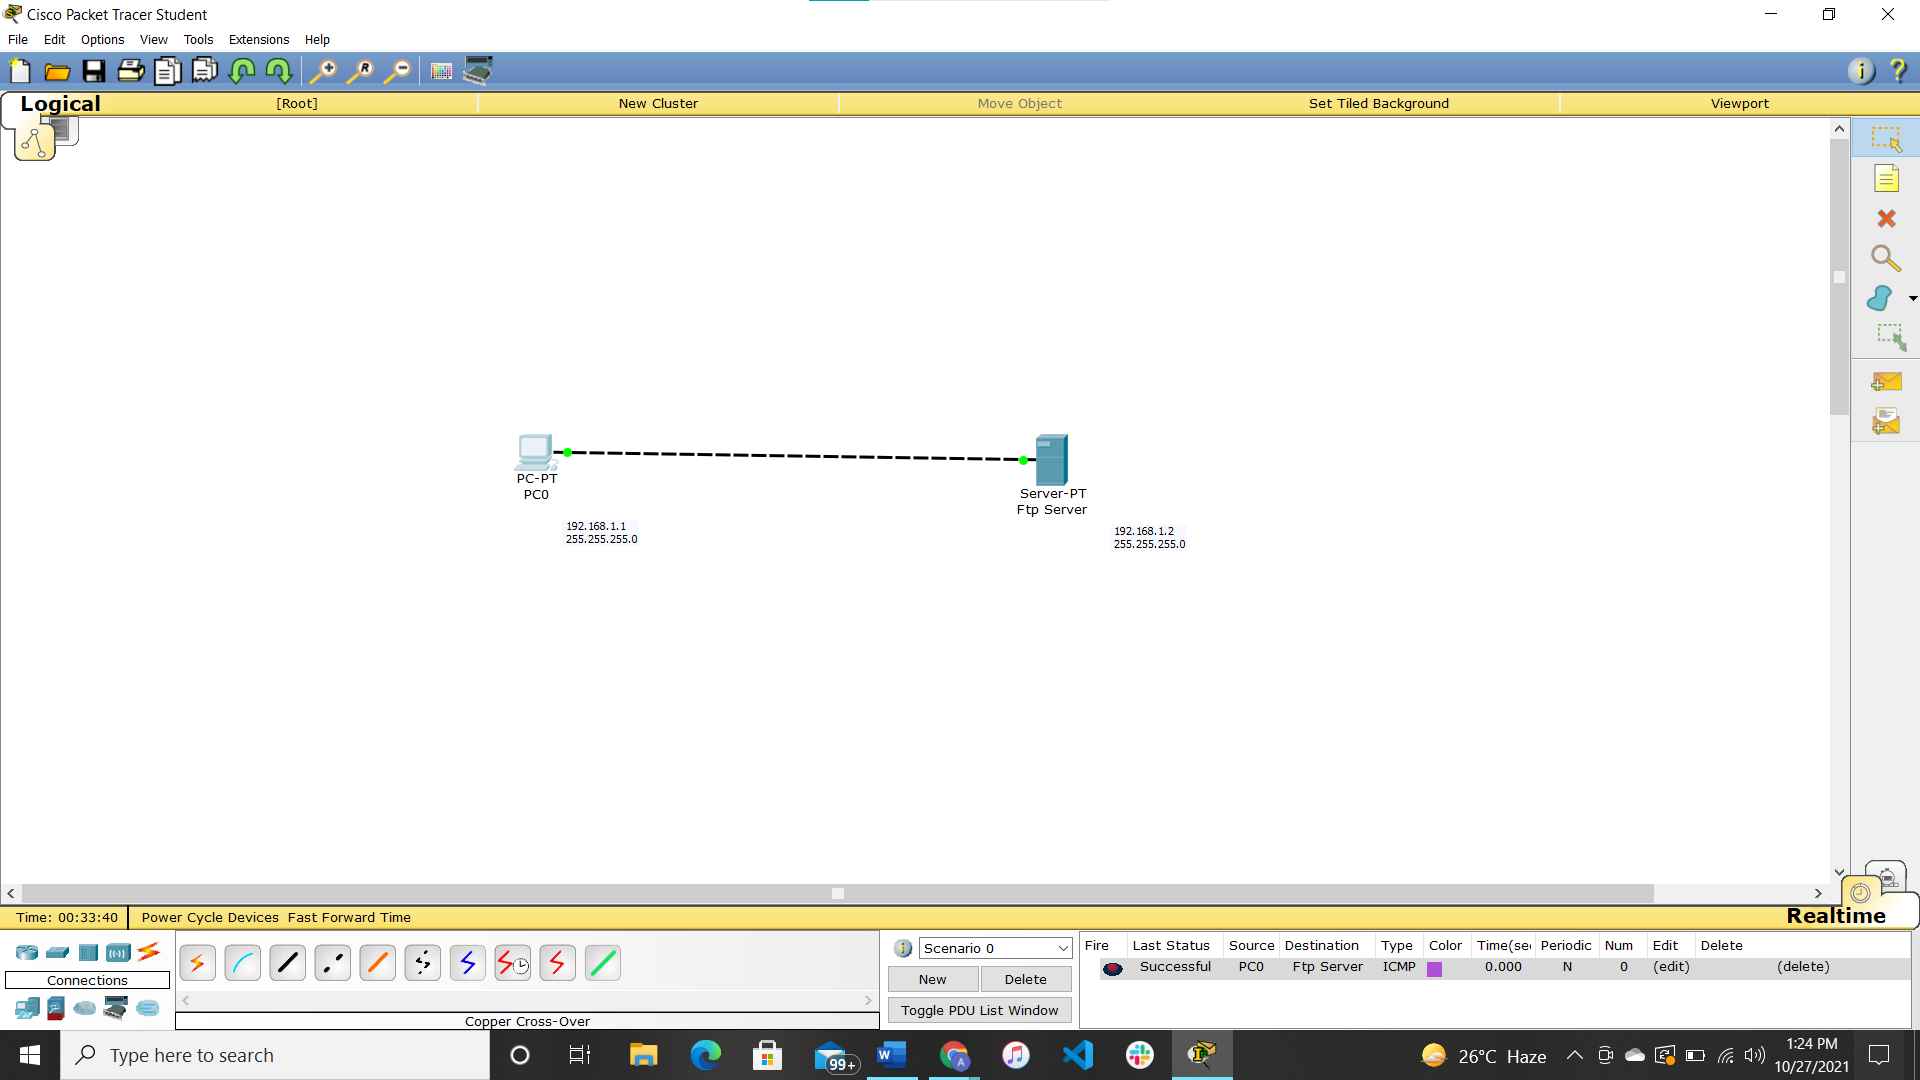 Cisco Packet Tracer Student
File Edit Options View Tools Extensions Help
Logical [Root] New Cluster Move Object Set Tiled Background Viewport
PC-PT
PC0
192.168.1.1
255.255.255.0
Server-PT
Ftp Server
192.168.1.2
255.255.255.0
Time: 00:33:40 Power Cycle Devices Fast Forward Time
Realtime
Connections
Copper Cross-Over
Scenario 0
New Delete
Toggle PDU List Window
Fire Last Status Source Destination Type Color Time(sec Periodic Num Edit Delete
Successful PC0 Ftp Server ICMP 0.000 N 0 (edit) (delete)
Type here to search
99+
26°C Haze
1:24 PM
10/27/2021